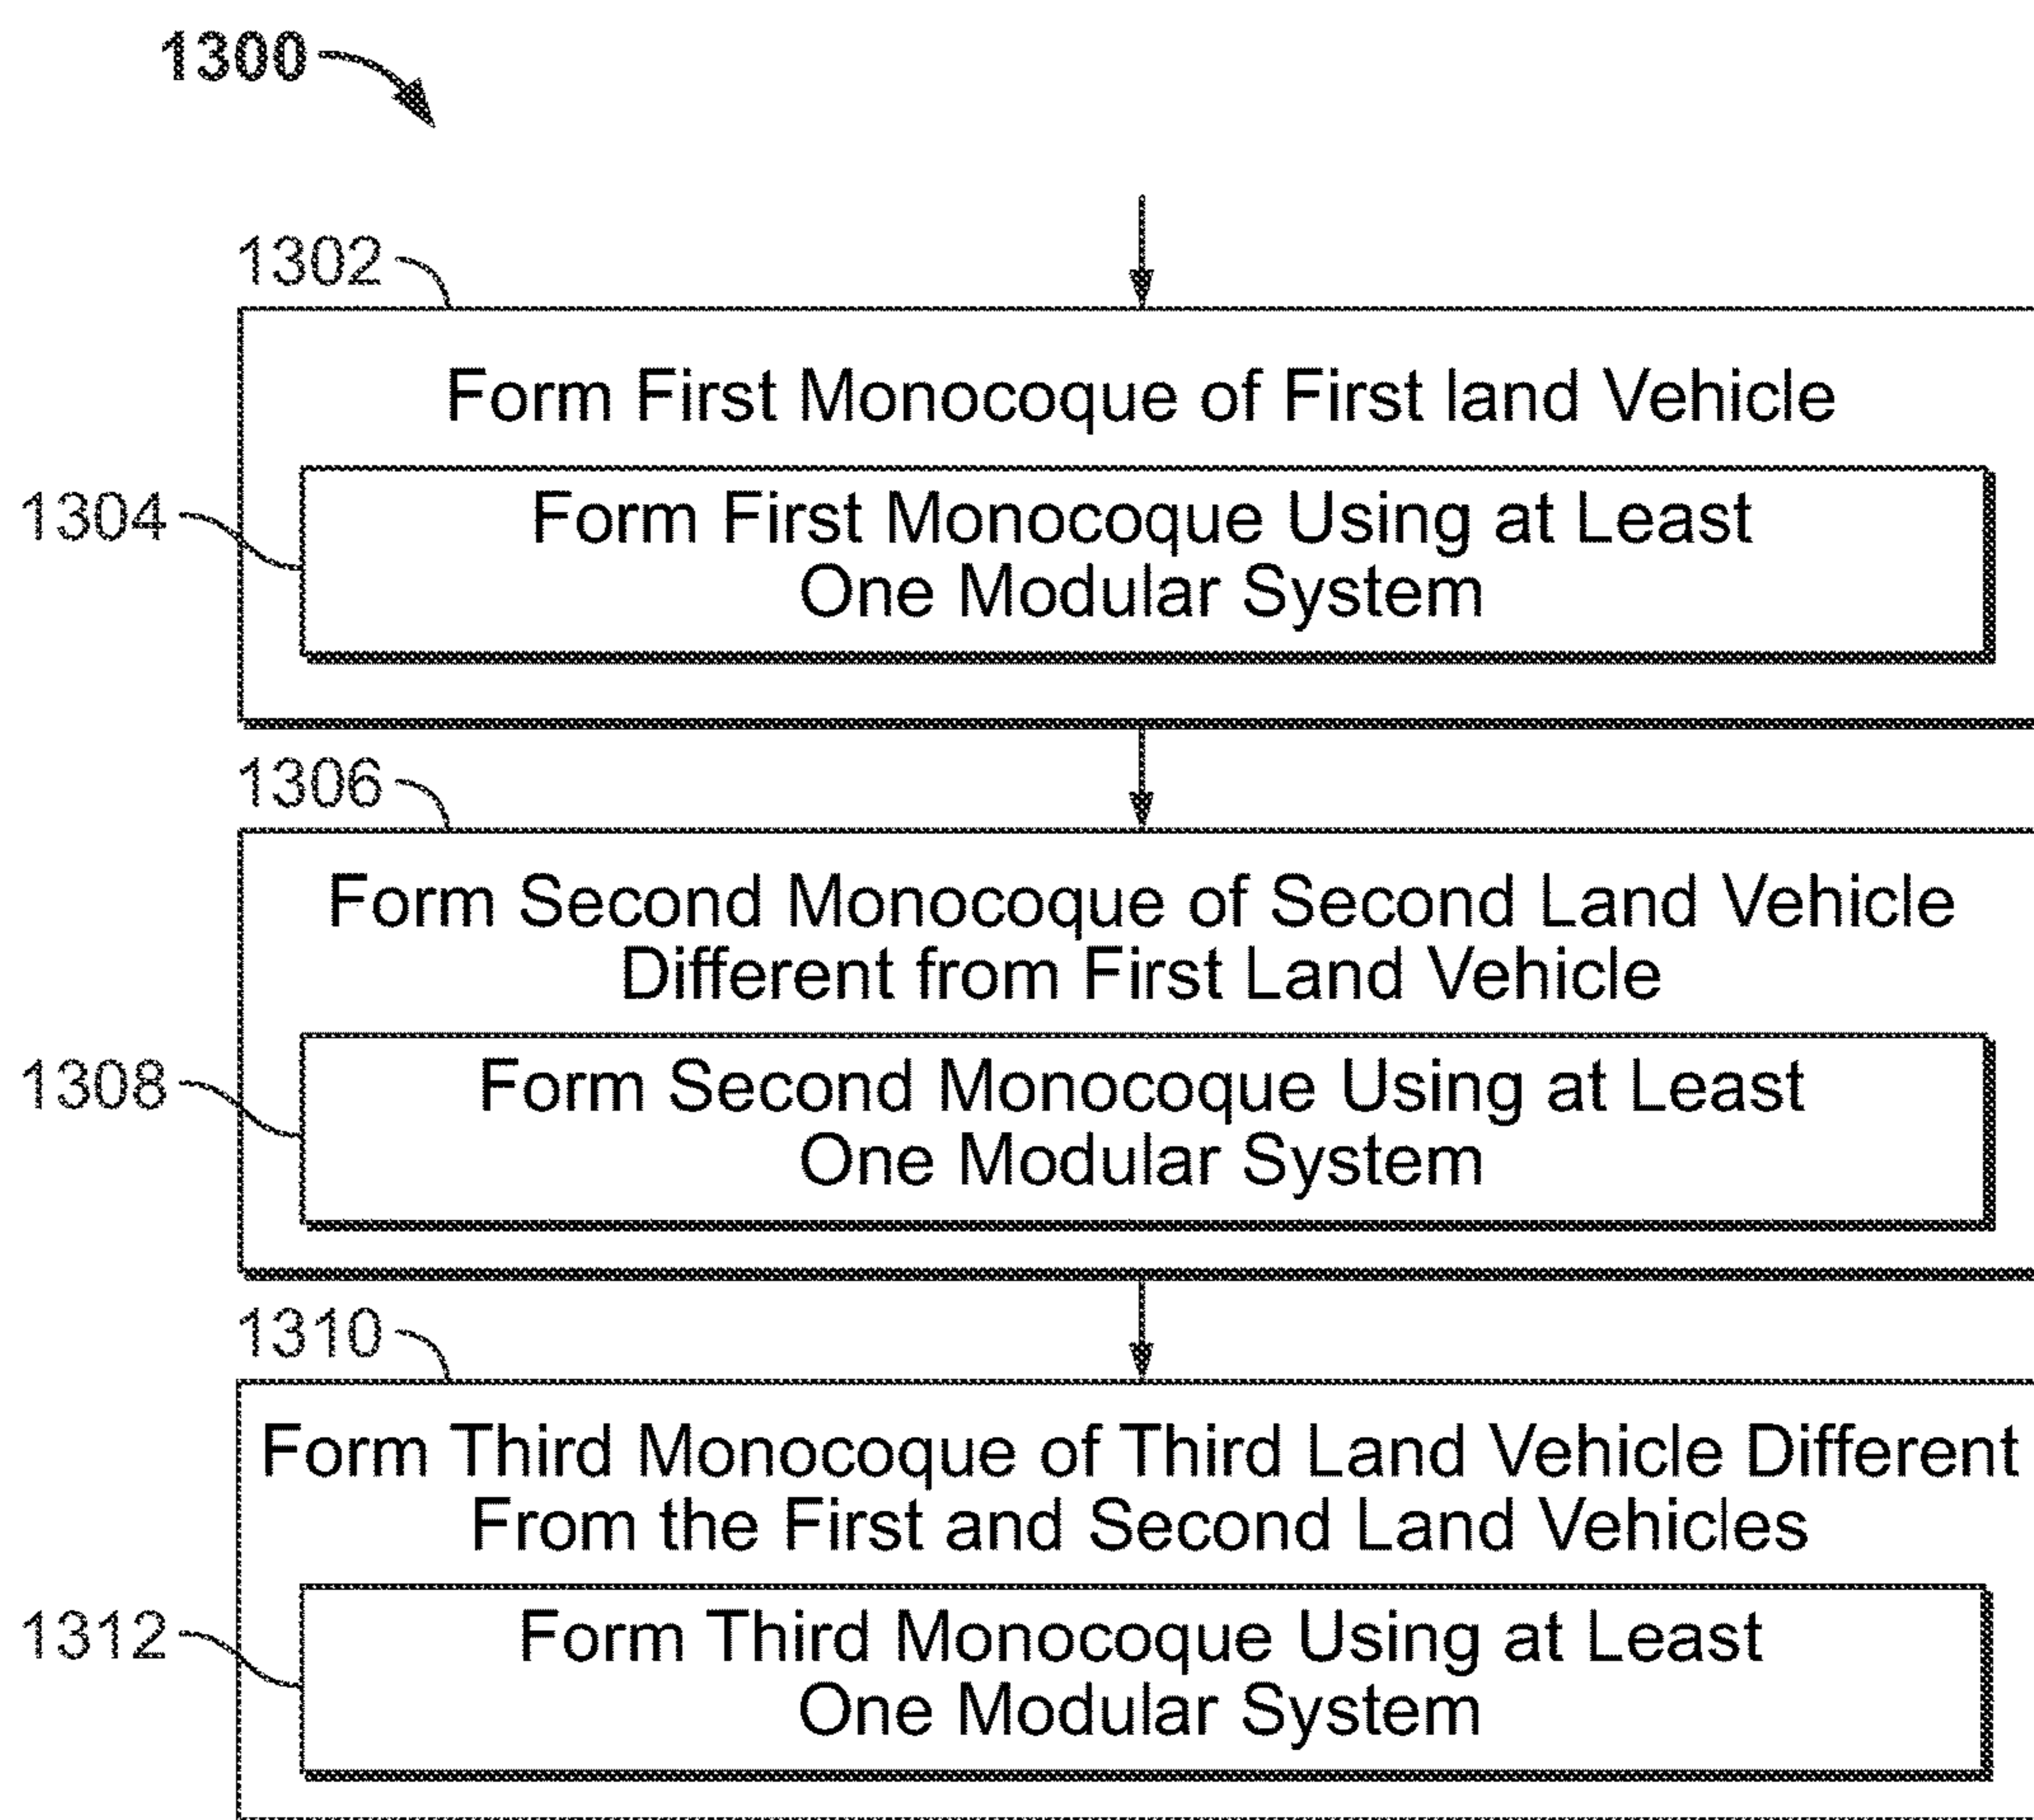 1300
1302
Form First Monocoque of First land Vehicle
1304
Form First Monocoque Using at Least
One Modular System
1306
Form Second Monocoque of Second Land Vehicle
Different from First Land Vehicle
1308
Form Second Monocoque Using at Least
One Modular System
1310
Form Third Monocoque of Third Land Vehicle Different
From the First and Second Land Vehicles
1312
Form Third Monocoque Using at Least
One Modular System